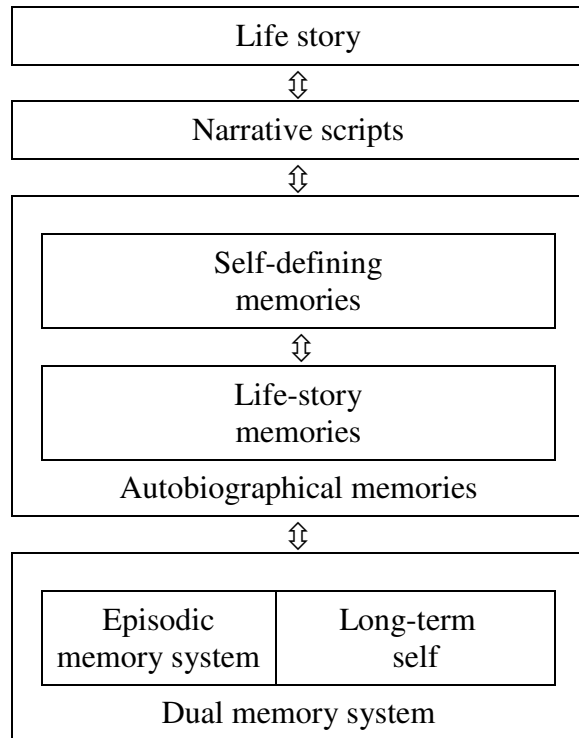 Life story
Narrative scripts
Self-defining
memories
Life-story
memories
Autobiographical memories
Episodic
memory system
Long-term
self
Dual memory system